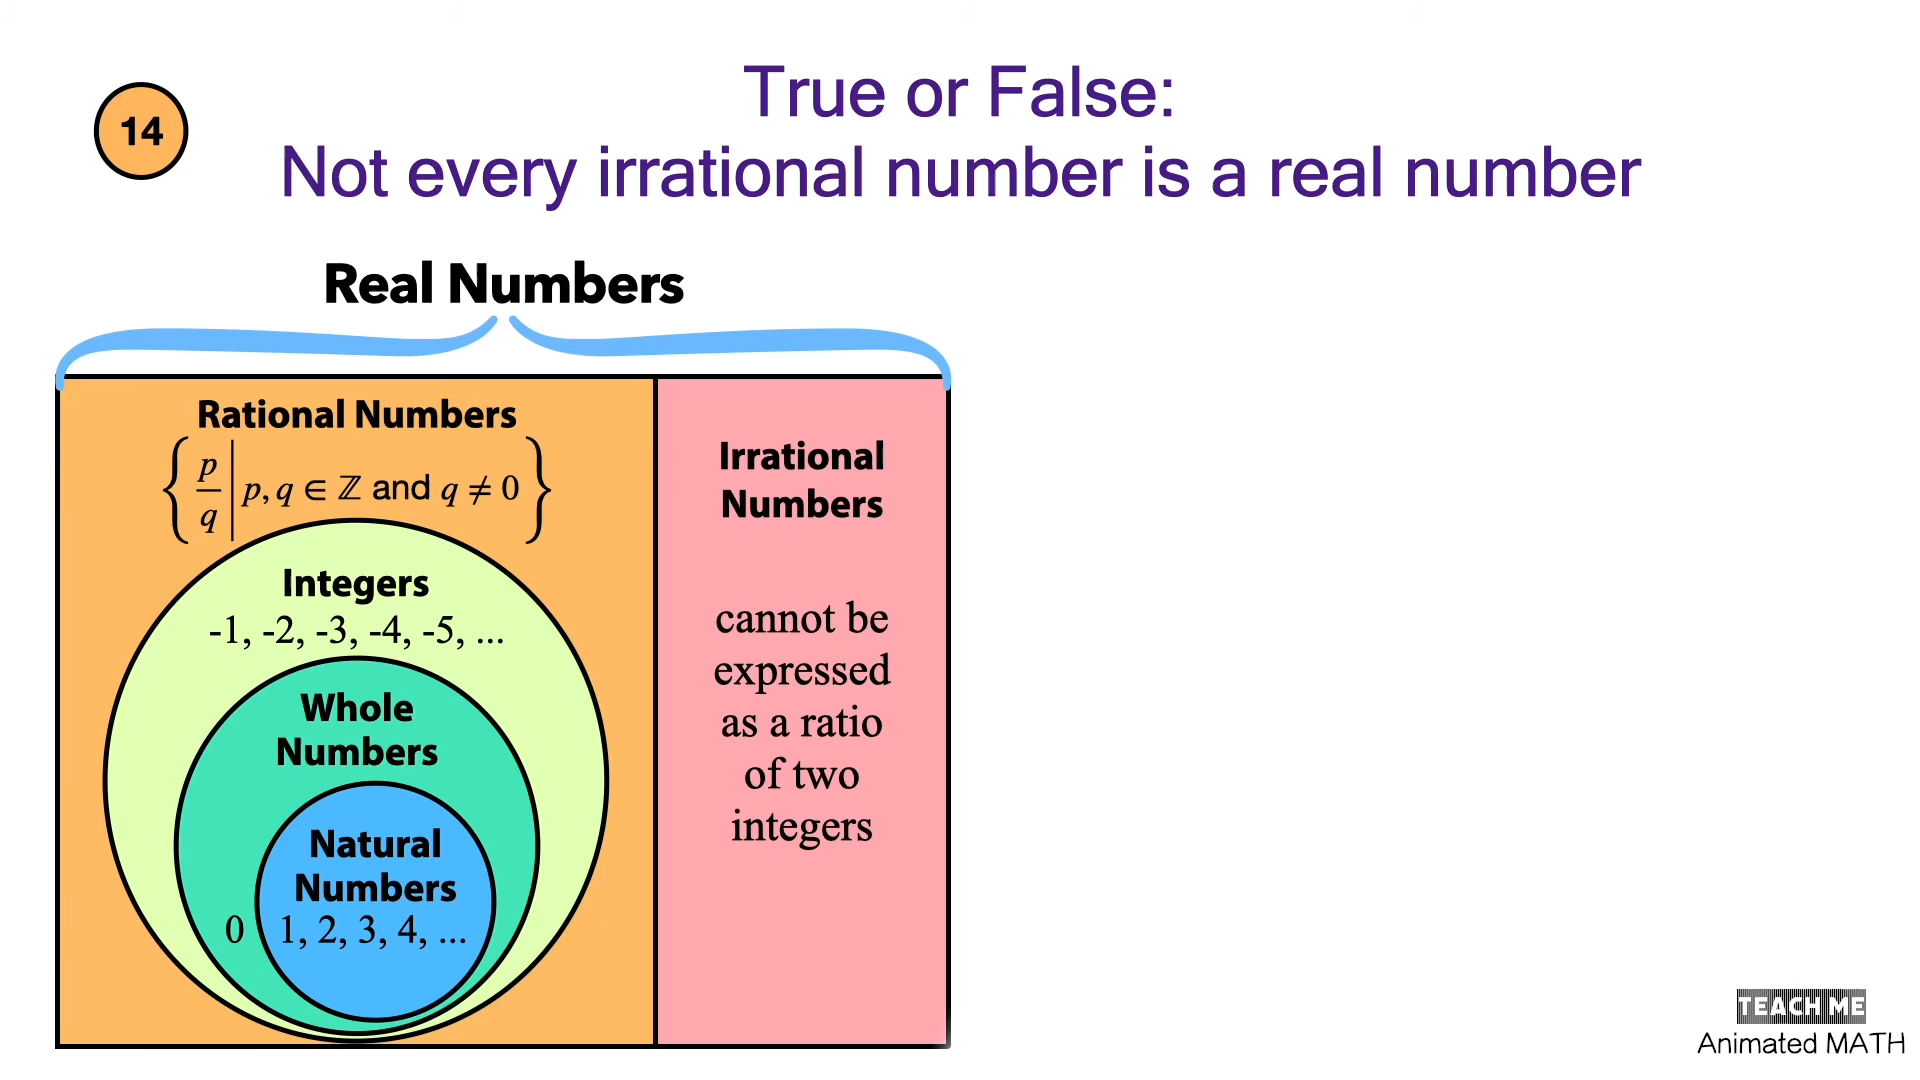 14
True or False:
Not every irrational number is a real number
Real Numbers
Rational Numbers
{ p/q | p, q ∈ ℤ and q ≠ 0 }
Integers
-1, -2, -3, -4, -5, ...
Whole
Numbers
Natural
Numbers
0 1, 2, 3, 4, ...
Irrational
Numbers
cannot be
expressed
as a ratio
of two
integers
TEACH ME
Animated MATH